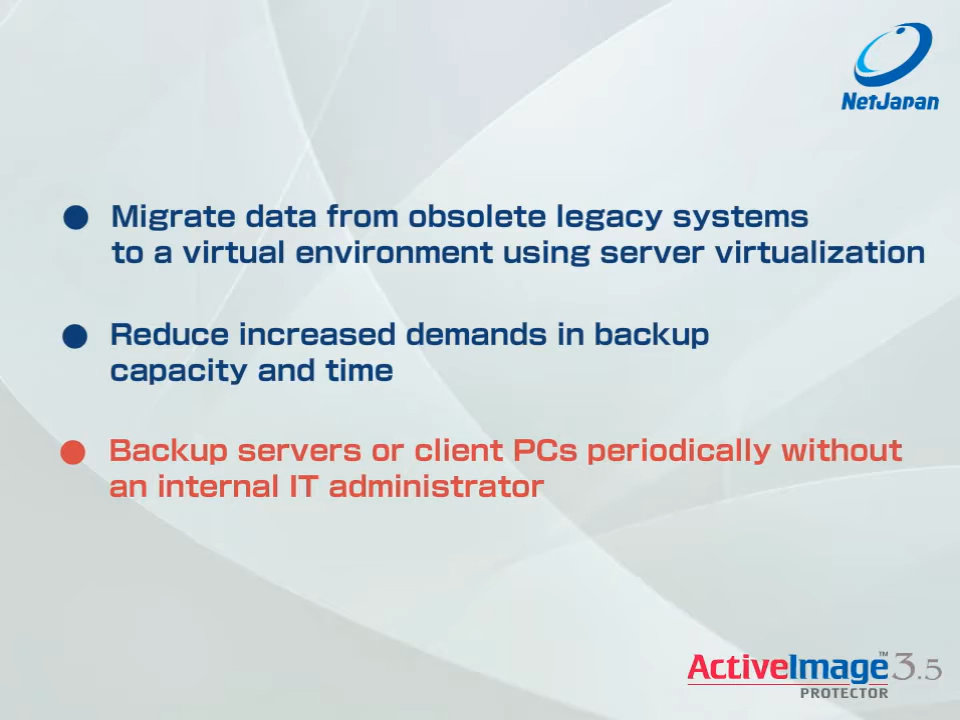 NetJapan
● Migrate data from obsolete legacy systems
to a virtual environment using server virtualization
● Reduce increased demands in backup
capacity and time
● Backup servers or client PCs periodically without
an internal IT administrator
ActiveImage™ 3.5
PROTECTOR